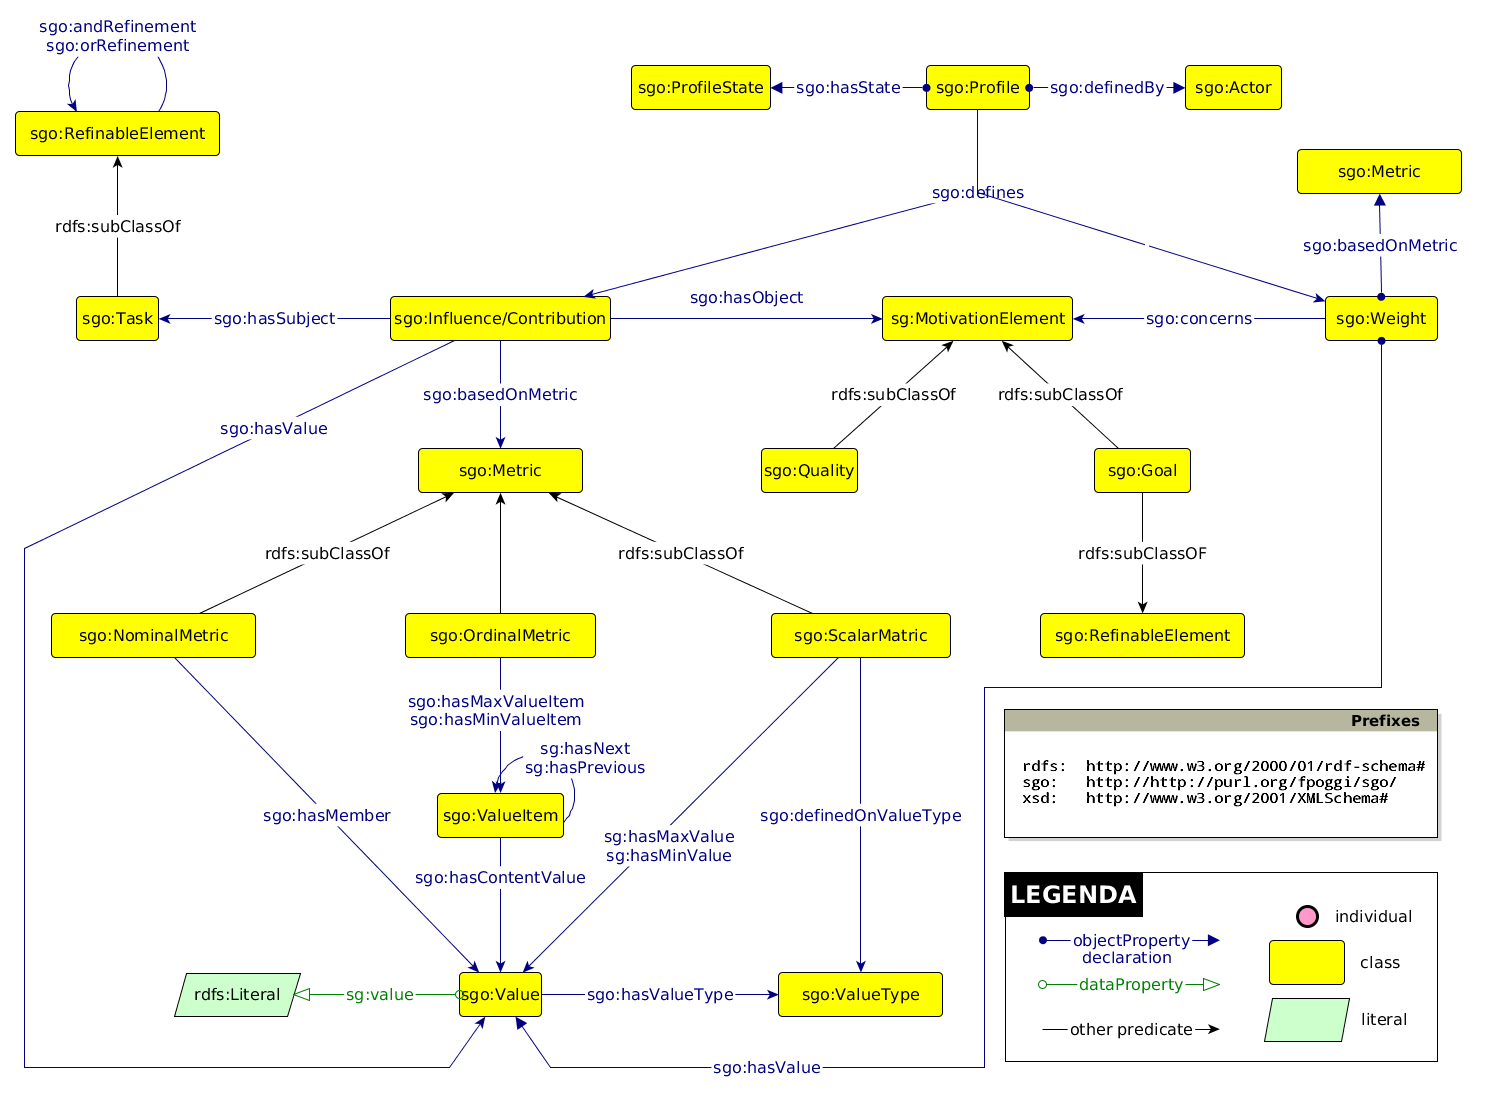 sgo:andRefinement
sgo:orRefinement
sgo:ProfileState
sgo:hasState
sgo:Profile
sgo:definedBy
sgo:Actor
sgo:RefinableElement
sgo:Metric
sgo:defines
rdfs:subClassOf
sgo:basedOnMetric
sgo:hasObject
sgo:Task
sgo:hasSubject
sgo:Influence/Contribution
sg:MotivationElement
sgo:concerns
sgo:Weight
sgo:basedOnMetric
rdfs:subClassOf
rdfs:subClassOf
sgo:hasValue
sgo:Metric
sgo:Quality
sgo:Goal
rdfs:subClassOf
rdfs:subClassOf
rdfs:subClassOF
sgo:NominalMetric
sgo:OrdinalMetric
sgo:ScalarMatric
sgo:RefinableElement
sgo:hasMaxValueItem
sgo:hasMinValueItem
sg:hasNext
sg:hasPrevious
sgo:hasMember
sgo:ValueItem
sgo:definedOnValueType
sg:hasMaxValue
sg:hasMinValue
sgo:hasContentValue
rdfs:Literal
sg:value
sgo:Value
sgo:hasValueType
sgo:ValueType
sgo:hasValue
Prefixes
rdfs: http://www.w3.org/2000/01/rdf-schema#
sgo: http://http://purl.org/fpoggi/sgo/
xsd: http://www.w3.org/2001/XMLSchema#
LEGENDA
individual
objectProperty
declaration
class
dataProperty
literal
other predicate